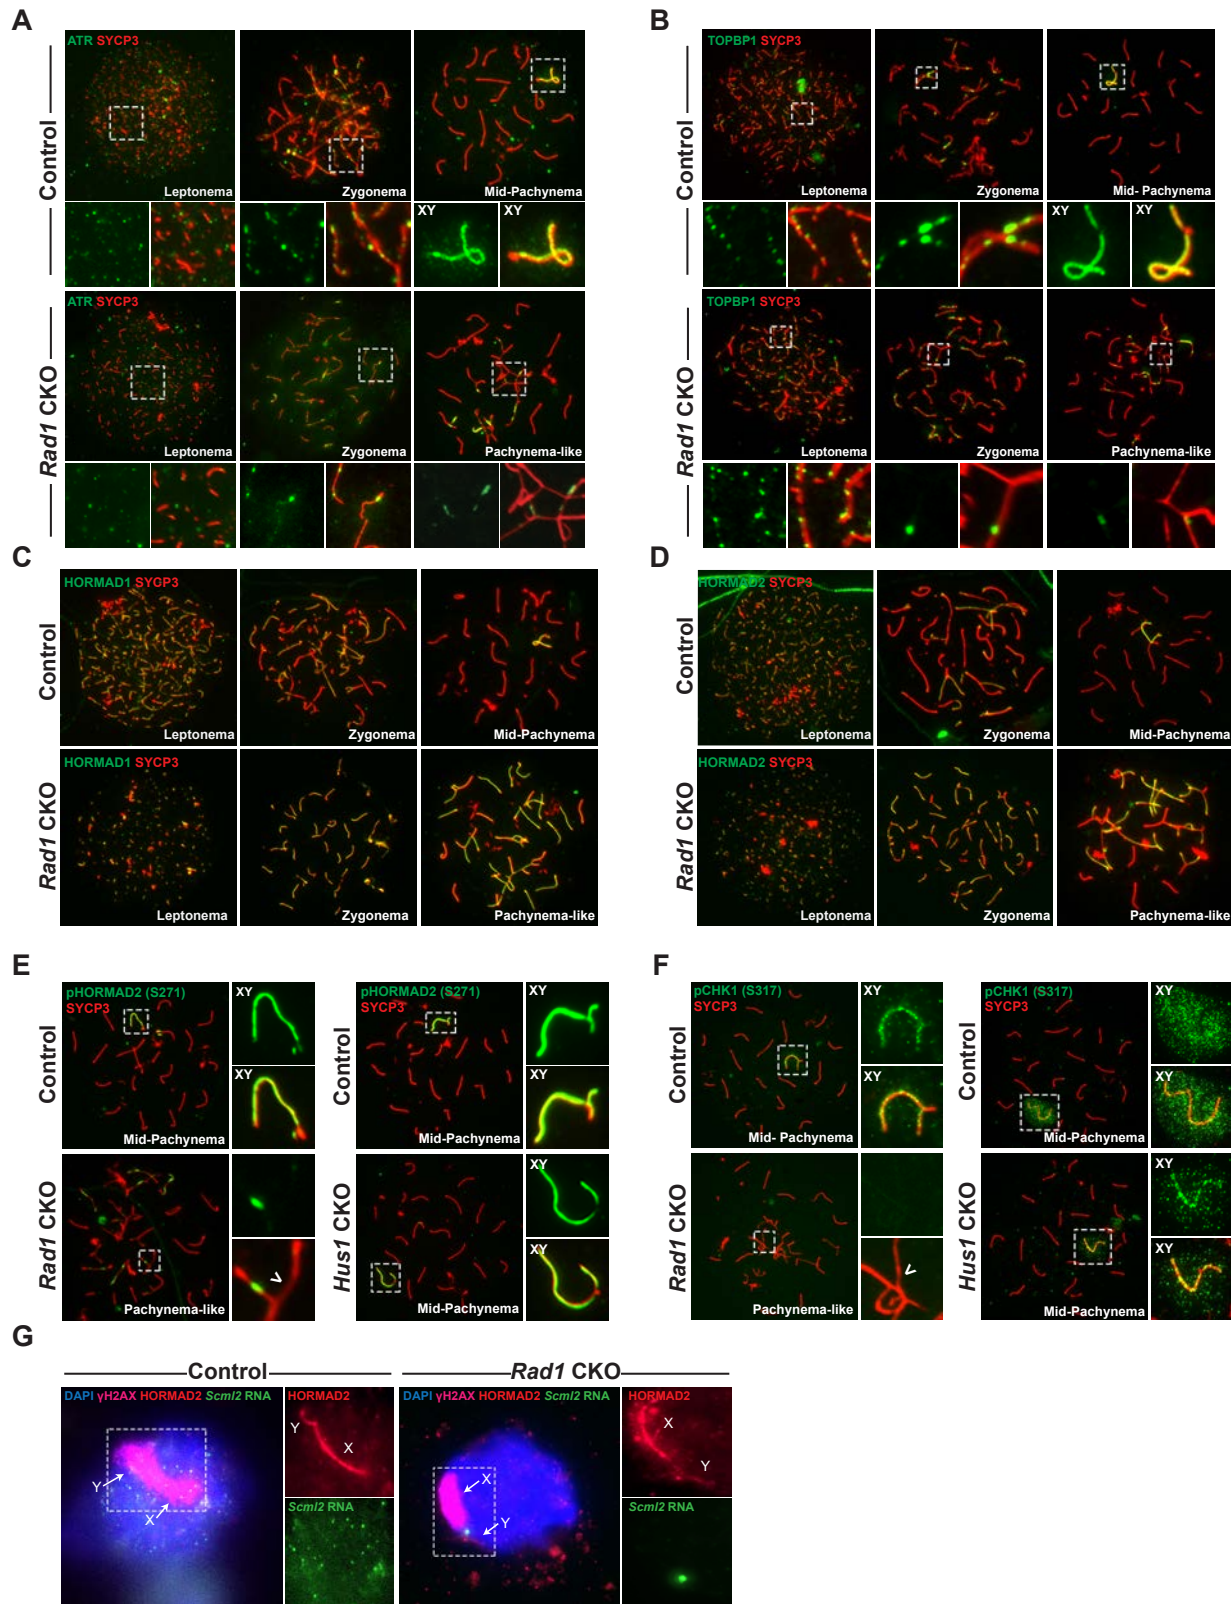 A
ATR SYCP3
Control
Leptonema
Zygonema
Mid-Pachynema
XY
XY
ATR SYCP3
Rad1 CKO
Leptonema
Zygonema
Pachynema-like
B
TOPBP1 SYCP3
Control
Leptonema
Zygonema
Mid- Pachynema
XY
XY
TOPBP1 SYCP3
Rad1 CKO
Leptonema
Zygonema
Pachynema-like
C
HORMAD1 SYCP3
Control
Leptonema
Zygonema
Mid-Pachynema
HORMAD1 SYCP3
Rad1 CKO
Leptonema
Zygonema
Pachynema-like
D
HORMAD2 SYCP3
Control
Leptonema
Zygonema
Mid-Pachynema
HORMAD2 SYCP3
Rad1 CKO
Leptonema
Zygonema
Pachynema-like
E
pHORMAD2 (S271)
SYCP3
Control
Mid-Pachynema
XY
XY
Rad1 CKO
Pachynema-like
pHORMAD2 (S271)
SYCP3
Control
Mid-Pachynema
XY
XY
Hus1 CKO
Mid-Pachynema
XY
XY
F
pCHK1 (S317)
SYCP3
Control
Mid- Pachynema
XY
XY
Rad1 CKO
Pachynema-like
pCHK1 (S317)
SYCP3
Control
Mid-Pachynema
XY
XY
Hus1 CKO
Mid-Pachynema
XY
XY
G
Control
DAPI γH2AX HORMAD2 Scml2 RNA
Y
X
HORMAD2
Y
X
Scml2 RNA
Rad1 CKO
DAPI γH2AX HORMAD2 Scml2 RNA
X
Y
HORMAD2
X
Y
Scml2 RNA